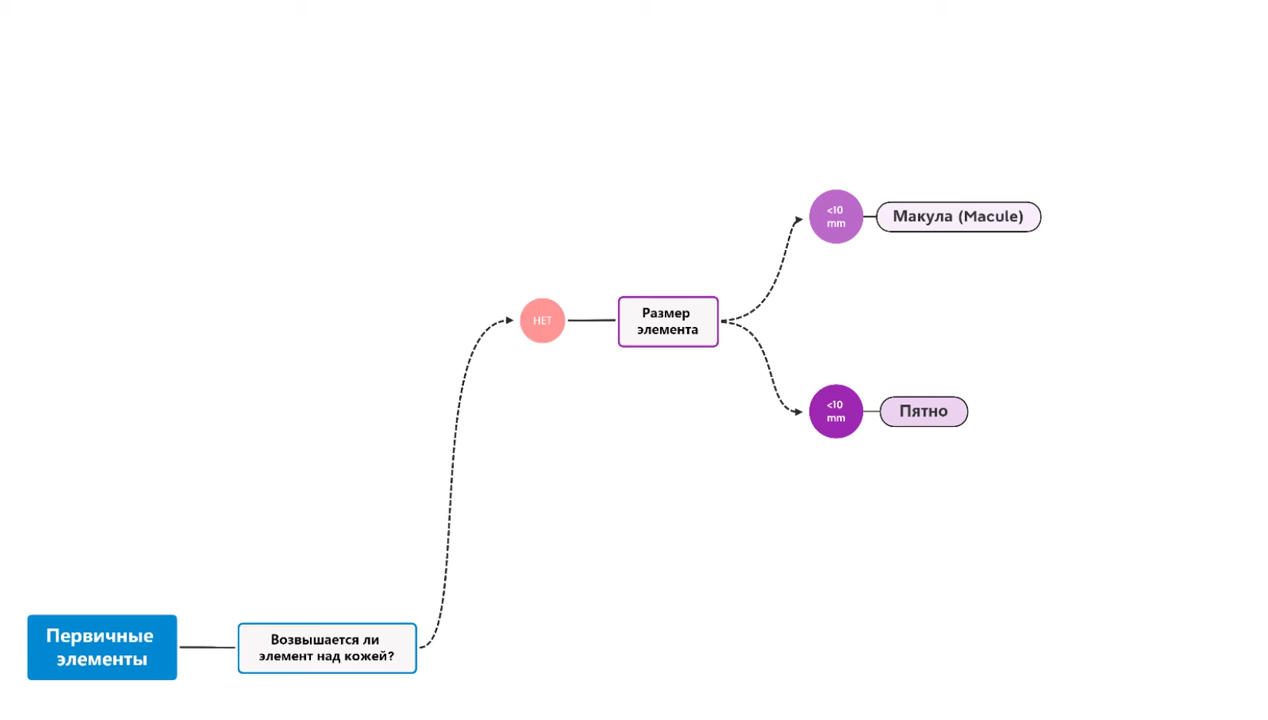 <10
mm
Макула (Macule)
НЕТ
Размер
элемента
<10
mm
Пятно
Первичные
элементы
Возвышается ли
элемент над кожей?